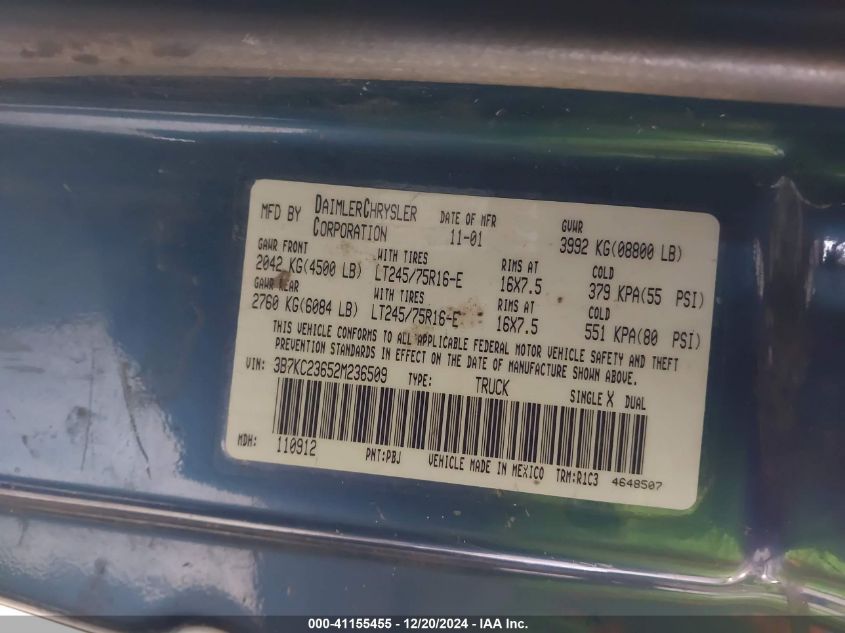 MFD BY DAIMLERCHRYSLER CORPORATION DATE OF MFR 11-01 GVWR 3992 KG(08800 LB)
GAWR FRONT WITH TIRES RIMS AT COLD
2042 KG(4500 LB) LT245/75R16-E 16X7.5 379 KPA(55 PSI)
GAWR REAR WITH TIRES RIMS AT COLD
2760 KG(6084 LB) LT245/75R16-E 16X7.5 551 KPA(80 PSI)
THIS VEHICLE CONFORMS TO ALL APPLICABLE FEDERAL MOTOR VEHICLE SAFETY AND THEFT
PREVENTION STANDARDS IN EFFECT ON THE DATE OF MANUFACTURE SHOWN ABOVE.
VIN: 3B7KC23652M236509 TYPE: TRUCK SINGLE X DUAL
MDH: 110912 PNT:PBJ VEHICLE MADE IN MEXICO TRM:R1C3 4648507
000-41155455 - 12/20/2024 - IAA Inc.